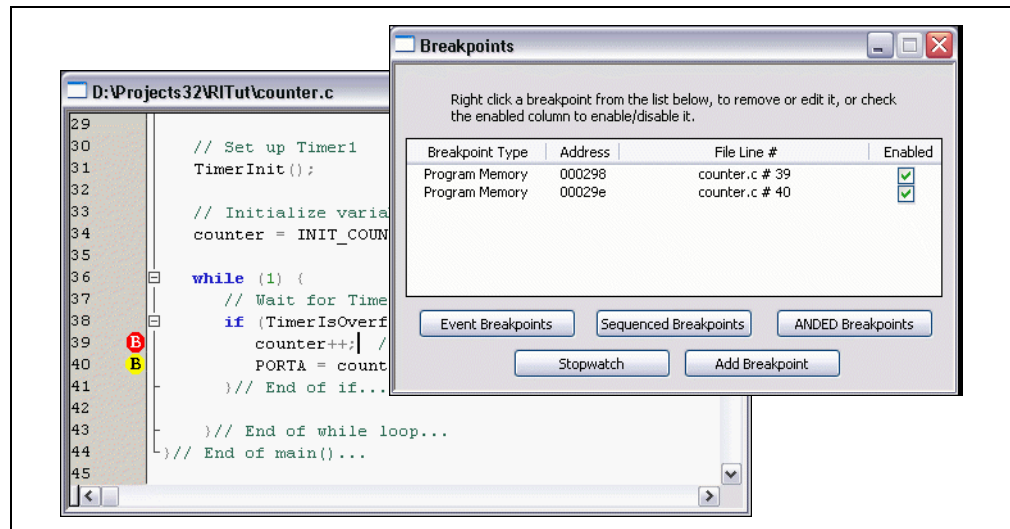 Breakpoints
Right click a breakpoint from the list below, to remove or edit it, or check
the enabled column to enable/disable it.
Breakpoint Type Address File Line # Enabled
Program Memory 000298 counter.c # 39
Program Memory 00029e counter.c # 40
Event Breakpoints Sequenced Breakpoints ANDED Breakpoints
Stopwatch Add Breakpoint
D:\Projects32\RITut\counter.c
29
30 // Set up Timer1
31 TimerInit();
32
33 // Initialize varia
34 counter = INIT_COUN
35
36 while (1) {
37 // Wait for Time
38 if (TimerIsOverf
39 B counter++; /
40 B PORTA = count
41 }// End of if...
42
43 }// End of while loop...
44 }// End of main()...
45